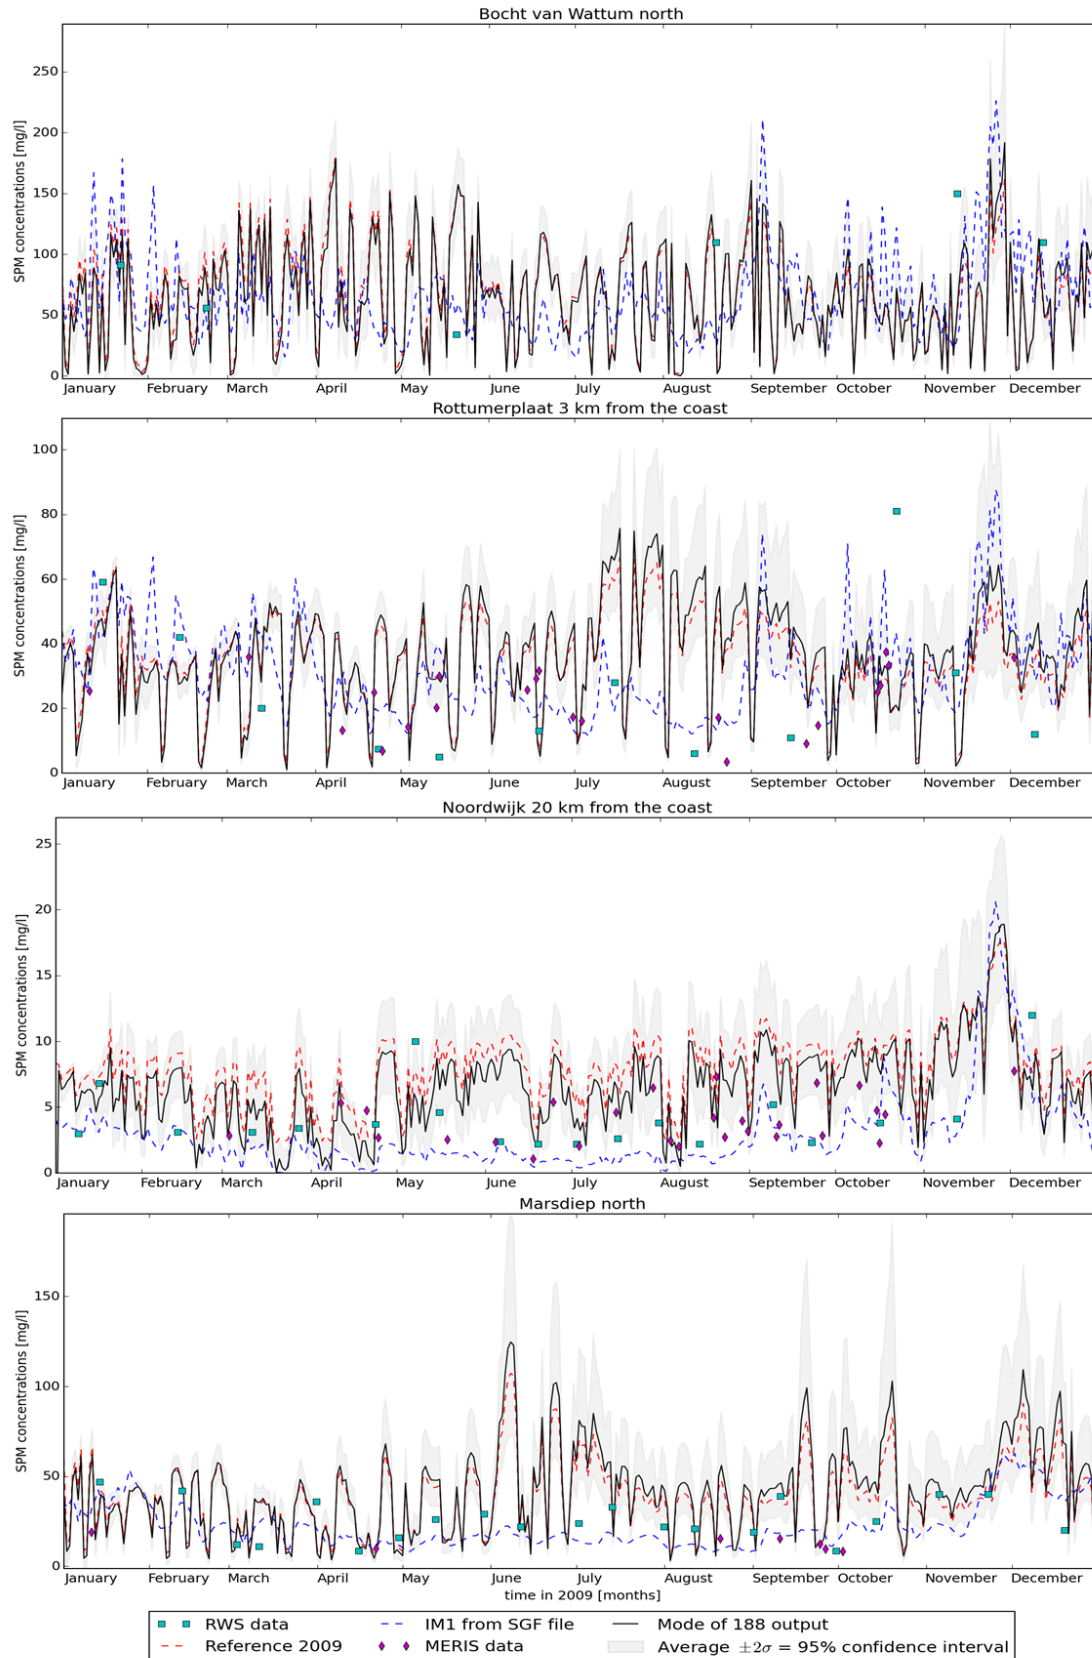 Bocht van Wattum north
SPM concentrations [mg/l]
250
200
150
100
50
0
January February March April May June July August September October November December
Rottumerplaat 3 km from the coast
SPM concentrations [mg/l]
100
80
60
40
20
0
January February March April May June July August September October November December
Noordwijk 20 km from the coast
SPM concentrations [mg/l]
25
20
15
10
5
0
January February March April May June July August September October November December
Marsdiep north
SPM concentrations [mg/l]
150
100
50
0
January February March April May June July August September October November December
time in 2009 [months]
RWS data IM1 from SGF file Mode of 188 output
Reference 2009 MERIS data Average ±2σ = 95% confidence interval